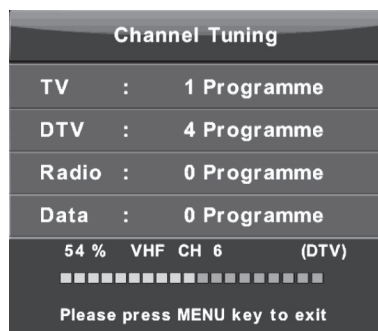 Channel Tuning
TV : 1 Programme
DTV : 4 Programme
Radio : 0 Programme
Data : 0 Programme
54 % VHF CH 6 (DTV)
Please press MENU key to exit